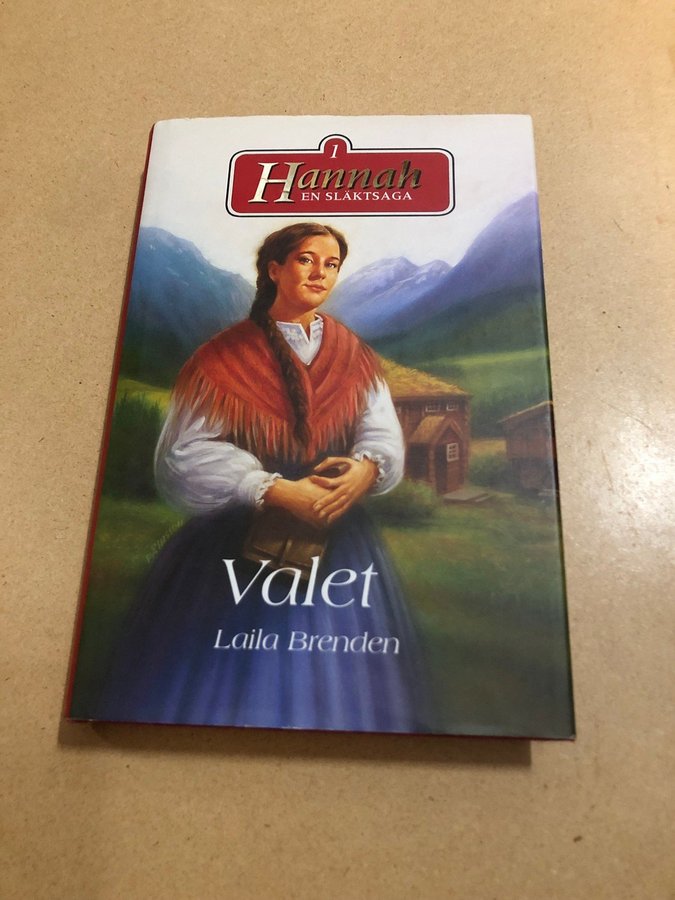 1
Hannah
EN SLÄKTSAGA
Valet
Laila Brenden